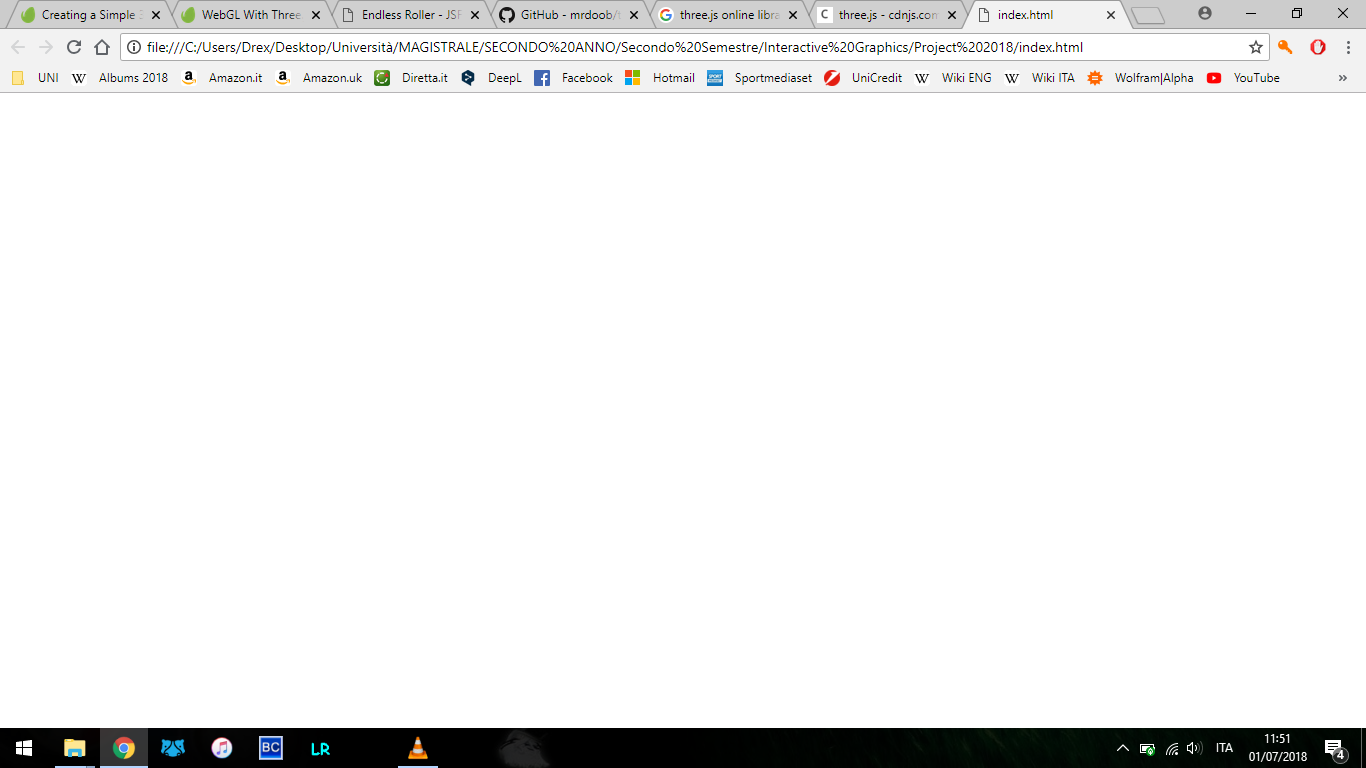 Creating a Simple WebGL With Three Endless Roller - JSF GitHub - mrdoob/t three.js online libra three.js - cdnjs.con index.html
file:///C:/Users/Drex/Desktop/Università/MAGISTRALE/SECONDO%20ANNO/Secondo%20Semestre/Interactive%20Graphics/Project%202018/index.html
UNI W Albums 2018 a Amazon.it a Amazon.uk Diretta.it DeepL f Facebook Hotmail Sportmediaset UniCredit W Wiki ENG W Wiki ITA Wolfram|Alpha YouTube »
BC LR ITA 11:51
01/07/2018 4